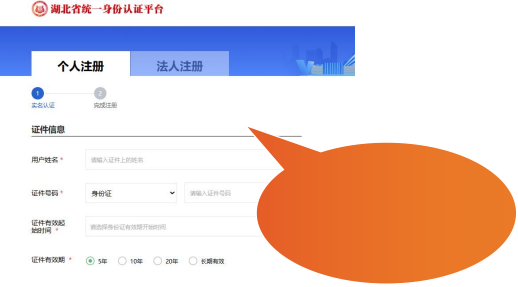 湖北省统一身份认证平台
个人注册 法人注册
1 2
实名认证 完成注册
证件信息
用户姓名 * 请输入证件上的姓名
证件号码 * 身份证 请输入证件号码
证件有效起
始时间 * 请选择身份证有效期开始时间
证件有效期 * 5年 10年 20年 长期有效